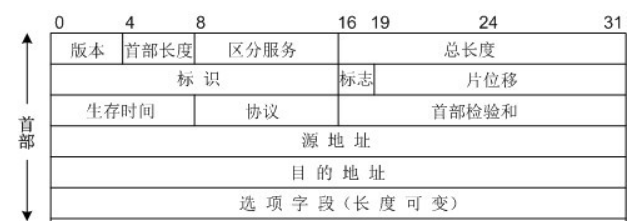 0 4 8 16 19 24 31
版本 首部长度 区分服务 总长度
标 识 标志 片位移
生存时间 协议 首部检验和
首部
源 地 址
目 的 地 址
选 项 字 段（长 度 可 变）